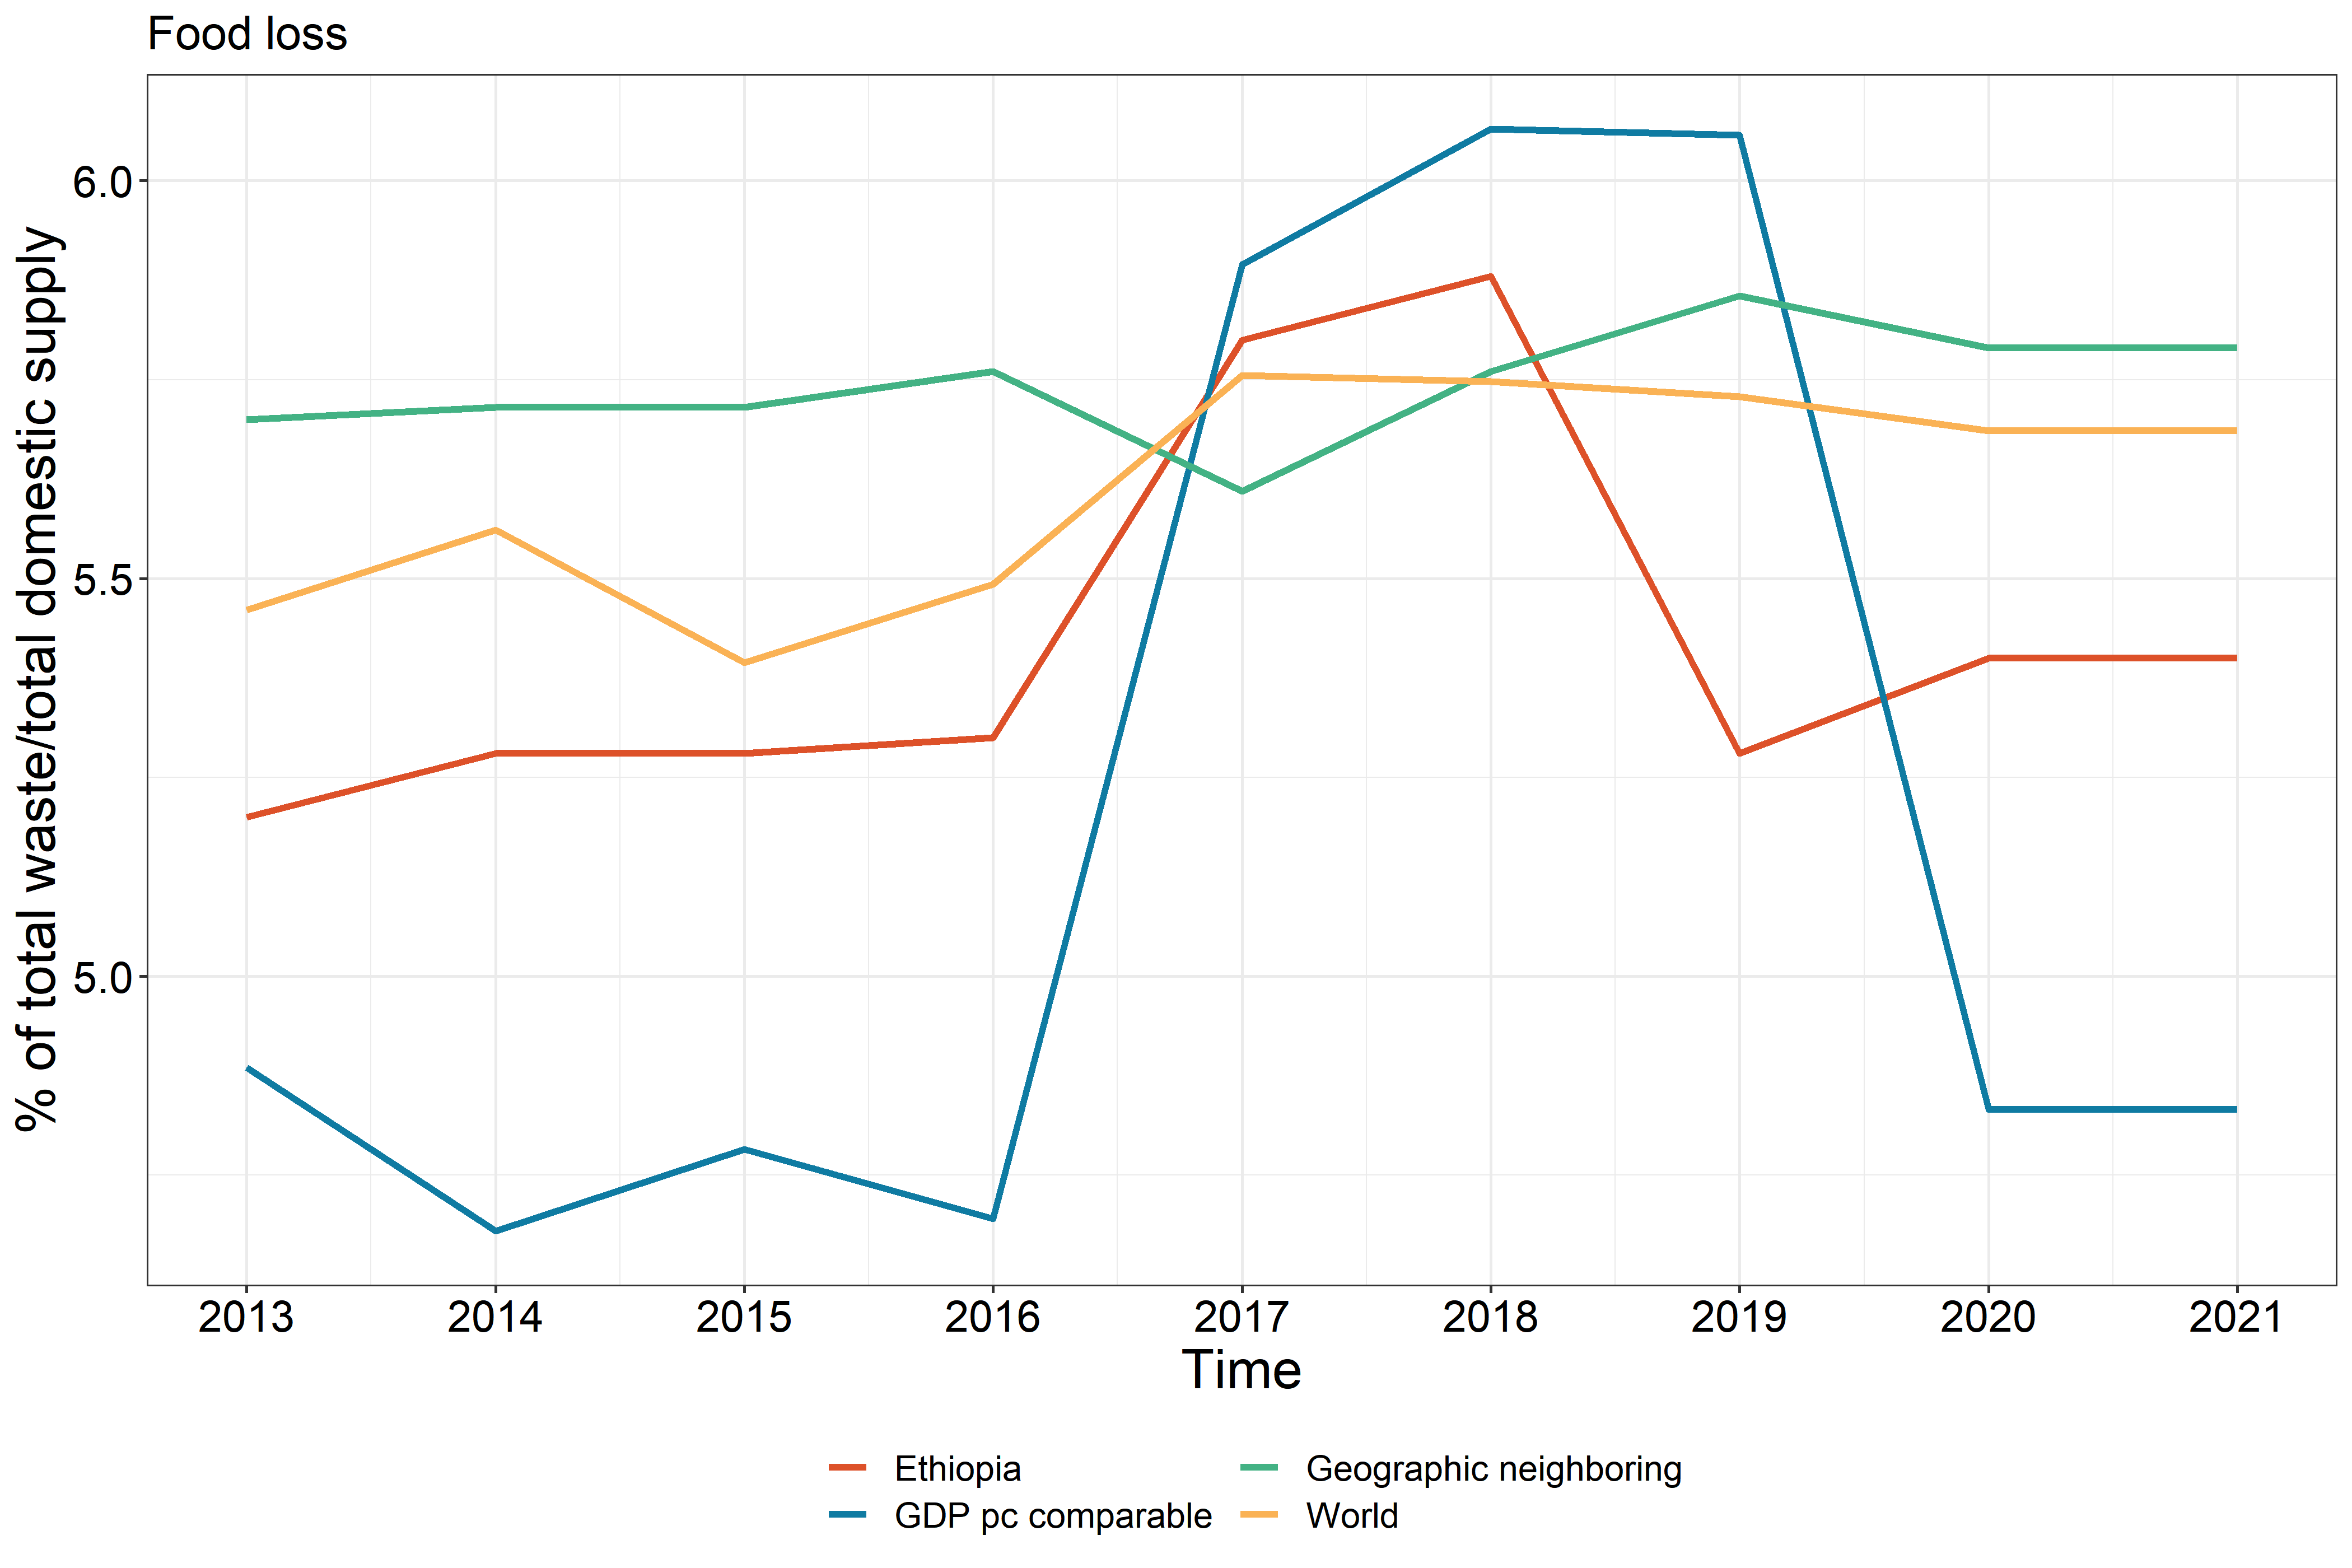 Food loss
% of total waste/total domestic supply
6.0
5.5
5.0
2013 2014 2015 2016 2017 2018 2019 2020 2021
Time
Ethiopia
GDP pc comparable
Geographic neighboring
World